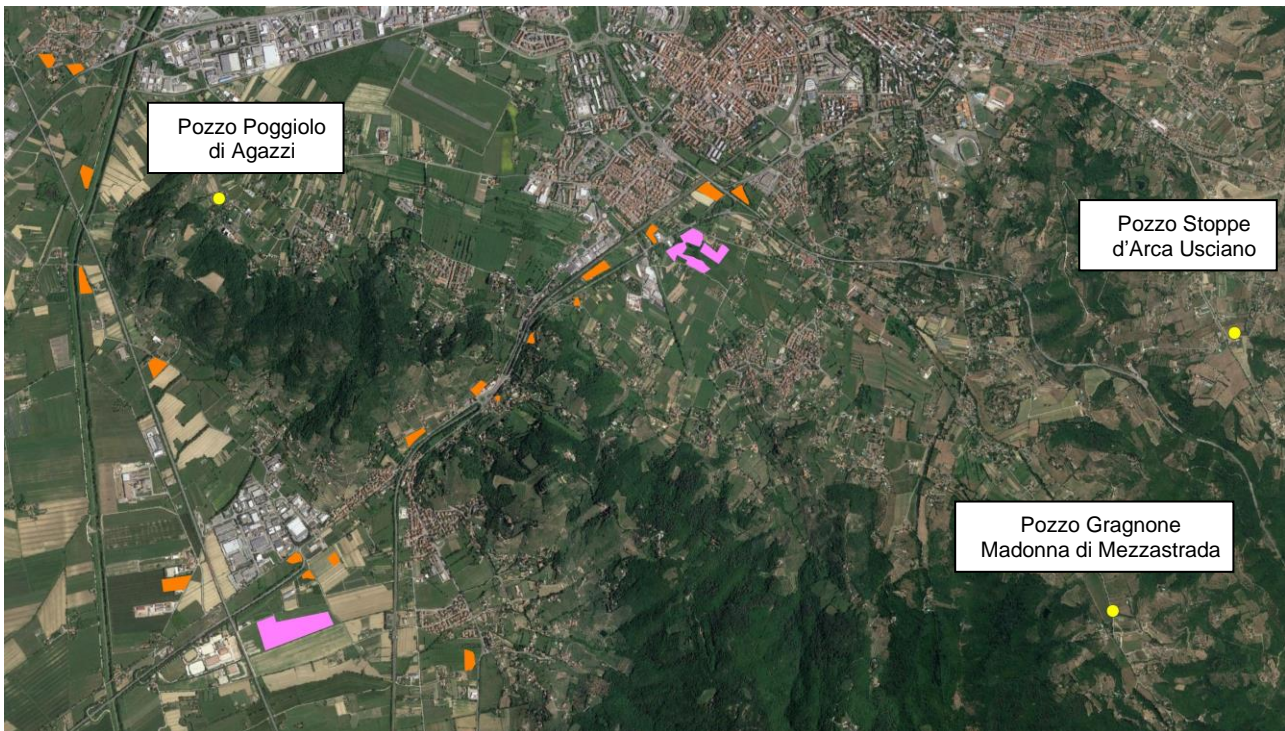 Pozzo Poggiolo
di Agazzi
Pozzo Stoppe
d'Arca Usciano
Pozzo Gragnone
Madonna di Mezzastrada